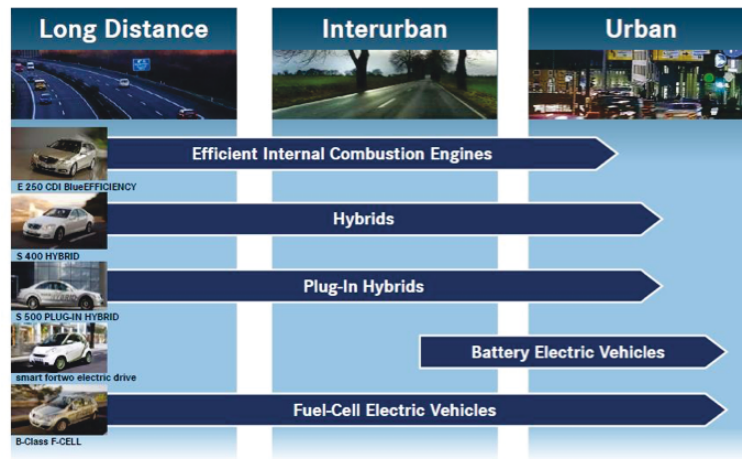 Long Distance
Interurban
Urban
Efficient Internal Combustion Engines
E 250 CDI BlueEFFICIENCY
Hybrids
S 400 HYBRID
Plug-In Hybrids
S 500 PLUG-IN HYBRID
Battery Electric Vehicles
smart fortwo electric drive
Fuel-Cell Electric Vehicles
B-Class F-CELL